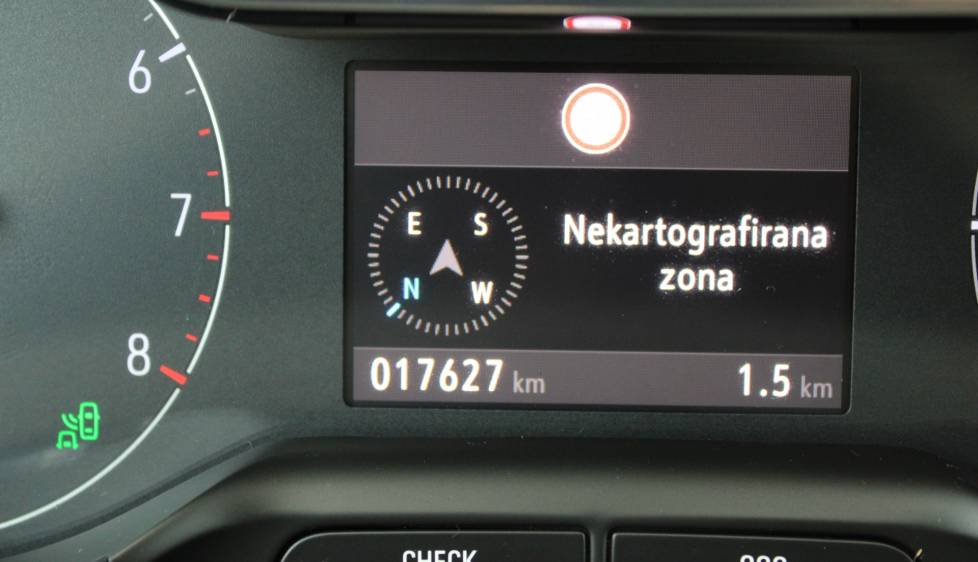 6
7
8
E S
N W
Nekartografirana
zona
017627 km 1.5 km
CHECK